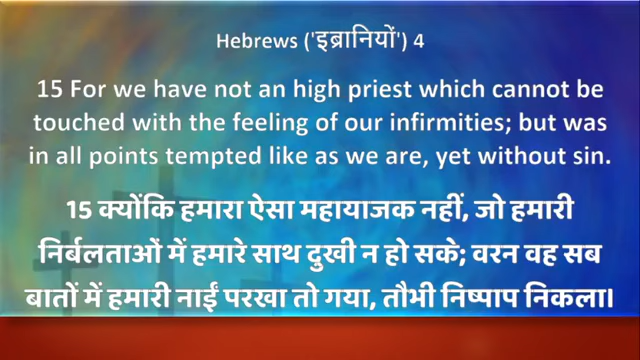 Hebrews ('इब्रानियों') 4
15 For we have not an high priest which cannot be
touched with the feeling of our infirmities; but was
in all points tempted like as we are, yet without sin.
15 क्योंकि हमारा ऐसा महायाजक नहीं, जो हमारी
निर्बलताओं में हमारे साथ दुखी न हो सके; वरन वह सब
बातों में हमारी नाईं परखा तो गया, तौभी निष्पाप निकला।